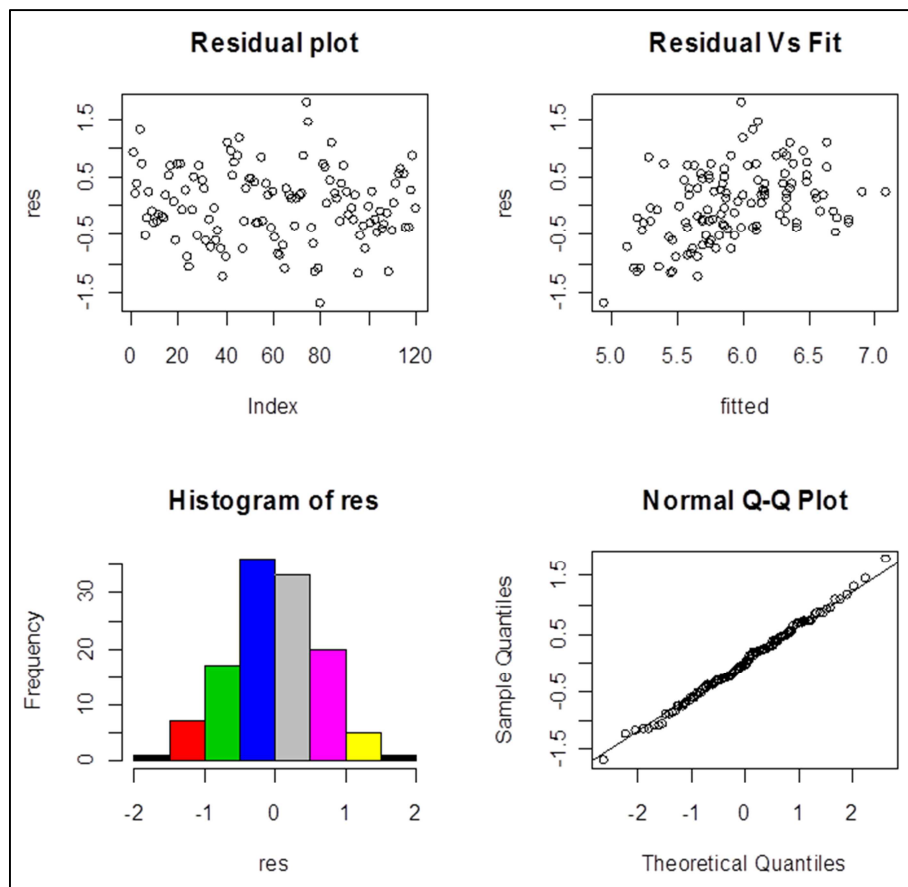 Residual plot
res
1.5
0.5
-0.5
-1.5
0 20 40 60 80 120
Index
Residual Vs Fit
res
1.5
0.5
-0.5
-1.5
5.0 5.5 6.0 6.5 7.0
fitted
Histogram of res
Frequency
30
10
0
-2 -1 0 1 2
res
Normal Q-Q Plot
Sample Quantiles
1.5
0.5
-0.5
-1.5
-2 -1 0 1 2
Theoretical Quantiles